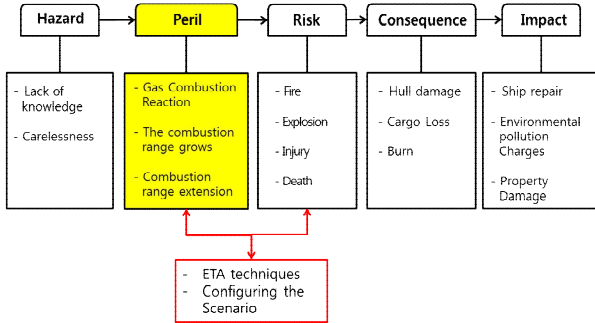 Hazard
Peril
Risk
Consequence
Impact
- Lack of
knowledge
- Carelessness
- Gas Combustion
Reaction
- The combustion
range grows
- Combustion
range extension
- Fire
- Explosion
- Injury
- Death
- Hull damage
- Cargo Loss
- Burn
- Ship repair
- Environmental
pollution
Charges
- Property
Damage
- ETA techniques
- Configuring the
Scenario